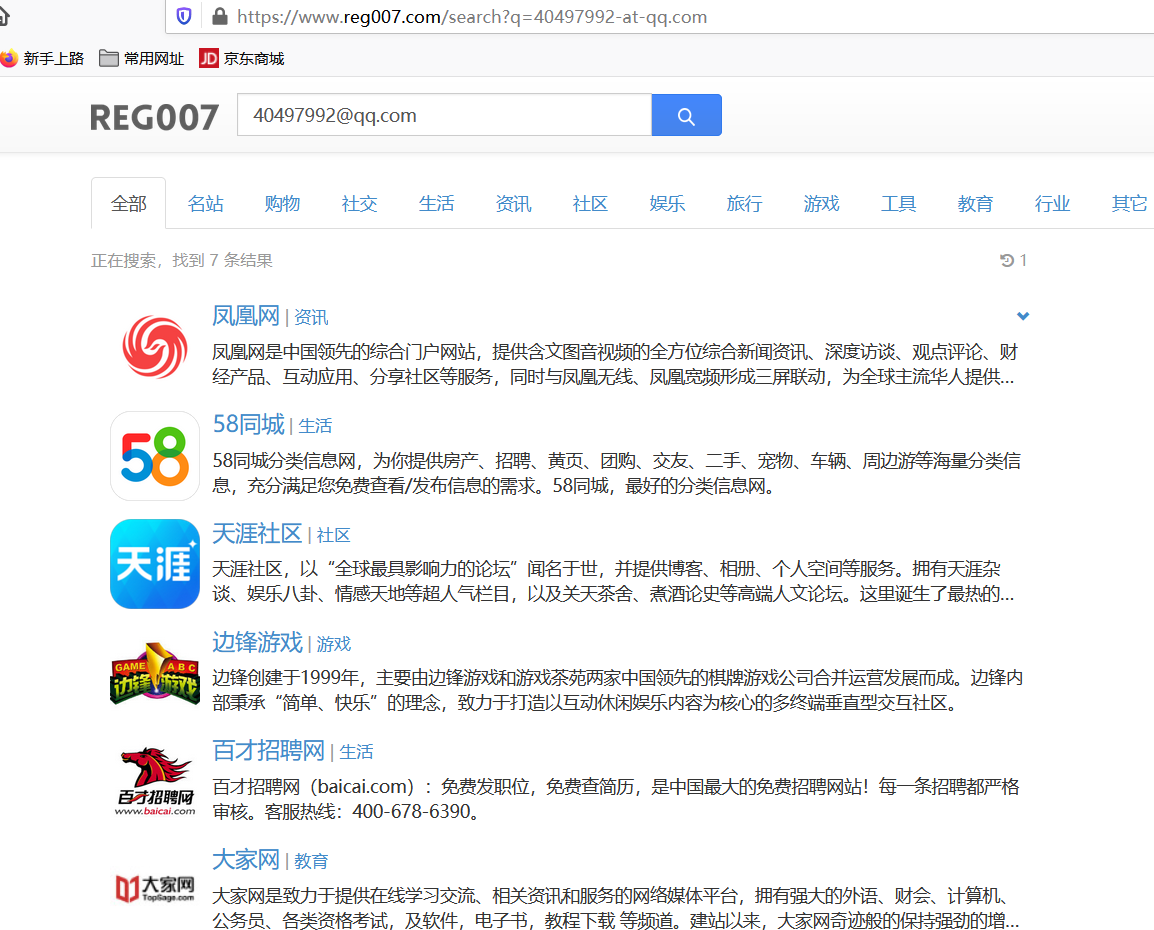 https://www.reg007.com/search?q=40497992-at-qq.com
新手上路 常用网址 JD 京东商城
REG007 40497992@qq.com
全部 名站 购物 社交 生活 资讯 社区 娱乐 旅行 游戏 工具 教育 行业 其它
正在搜索，找到 7 条结果 1
凤凰网 | 资讯
凤凰网是中国领先的综合门户网站，提供含文图音视频的全方位综合新闻资讯、深度访谈、观点评论、财
经产品、互动应用、分享社区等服务，同时与凤凰无线、凤凰宽频形成三屏联动，为全球主流华人提供...
58
58同城 | 生活
58同城分类信息网，为你提供房产、招聘、黄页、团购、交友、二手、宠物、车辆、周边游等海量分类信
息，充分满足您免费查看/发布信息的需求。58同城，最好的分类信息网。
天涯
天涯社区 | 社区
天涯社区，以“全球最具影响力的论坛”闻名于世，并提供博客、相册、个人空间等服务。拥有天涯杂
谈、娱乐八卦、情感天地等超人气栏目，以及关天茶舍、煮酒论史等高端人文论坛。这里诞生了最热的...
GAME ABC
边锋游戏
边锋游戏 | 游戏
边锋创建于1999年，主要由边锋游戏和游戏茶苑两家中国领先的棋牌游戏公司合并运营发展而成。边锋内
部秉承“简单、快乐”的理念，致力于打造以互动休闲娱乐内容为核心的多终端垂直型交互社区。
百才招聘网
www.baicai.com
百才招聘网 | 生活
百才招聘网（baicai.com）：免费发职位，免费查简历，是中国最大的免费招聘网站！每一条招聘都严格
审核。客服热线：400-678-6390。
大家网
TopSage.com
大家网 | 教育
大家网是致力于提供在线学习交流、相关资讯和服务的网络媒体平台，拥有强大的外语、财会、计算机、
公务员、各类资格考试，及软件，电子书，教程下载 等频道。建站以来，大家网奇迹般的保持强劲的增...